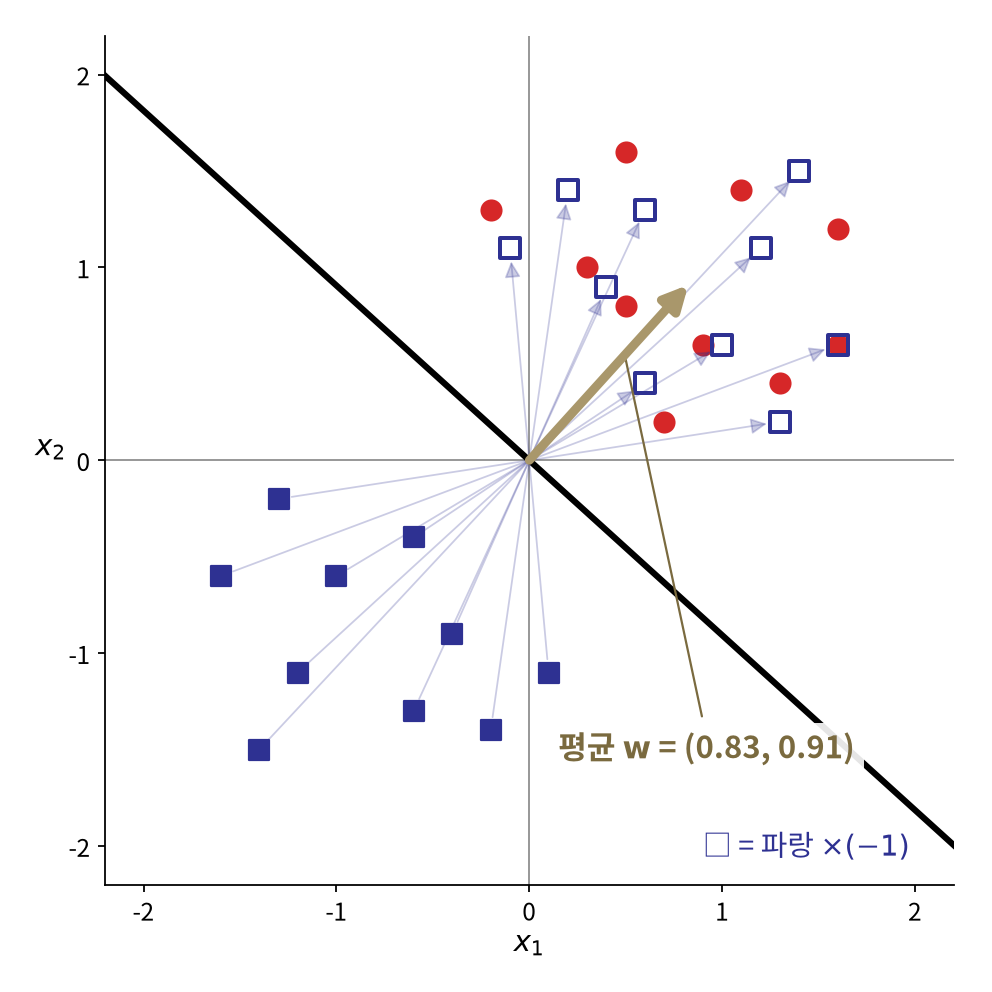 2
1
x₂
0
-1
평균 w = (0.83, 0.91)
□ = 파랑 ×(−1)
-2
-2 -1 0 1 2
x₁